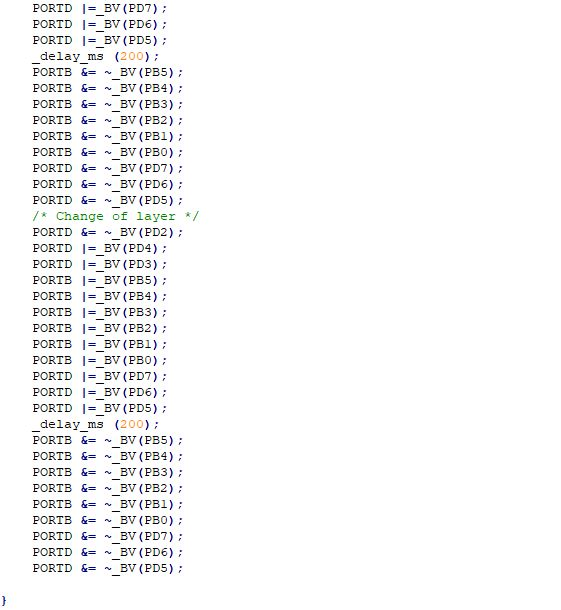 PORTD |=_BV(PD7);
PORTD |=_BV(PD6);
PORTD |=_BV(PD5);
_delay_ms (200);
PORTB &= ~_BV(PB5);
PORTB &= ~_BV(PB4);
PORTB &= ~_BV(PB3);
PORTB &= ~_BV(PB2);
PORTB &= ~_BV(PB1);
PORTB &= ~_BV(PB0);
PORTD &= ~_BV(PD7);
PORTD &= ~_BV(PD6);
PORTD &= ~_BV(PD5);
/* Change of layer */
PORTD &= ~_BV(PD2);
PORTD |=_BV(PD4);
PORTD |=_BV(PD3);
PORTB |=_BV(PB5);
PORTB |=_BV(PB4);
PORTB |=_BV(PB3);
PORTB |=_BV(PB2);
PORTB |=_BV(PB1);
PORTB |=_BV(PB0);
PORTD |=_BV(PD7);
PORTD |=_BV(PD6);
PORTD |=_BV(PD5);
_delay_ms (200);
PORTB &= ~_BV(PB5);
PORTB &= ~_BV(PB4);
PORTB &= ~_BV(PB3);
PORTB &= ~_BV(PB2);
PORTB &= ~_BV(PB1);
PORTB &= ~_BV(PB0);
PORTD &= ~_BV(PD7);
PORTD &= ~_BV(PD6);
PORTD &= ~_BV(PD5);
}